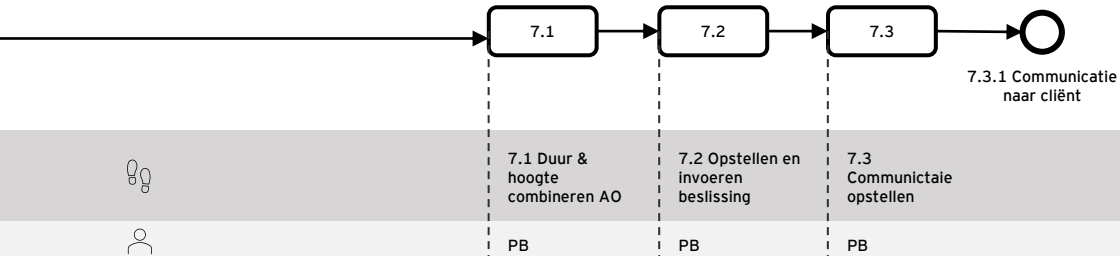 7.1
7.2
7.3
7.3.1 Communicatie
naar cliënt
7.1 Duur &
hoogte
combineren AO
7.2 Opstellen en
invoeren
beslissing
7.3
Communictaie
opstellen
PB
PB
PB